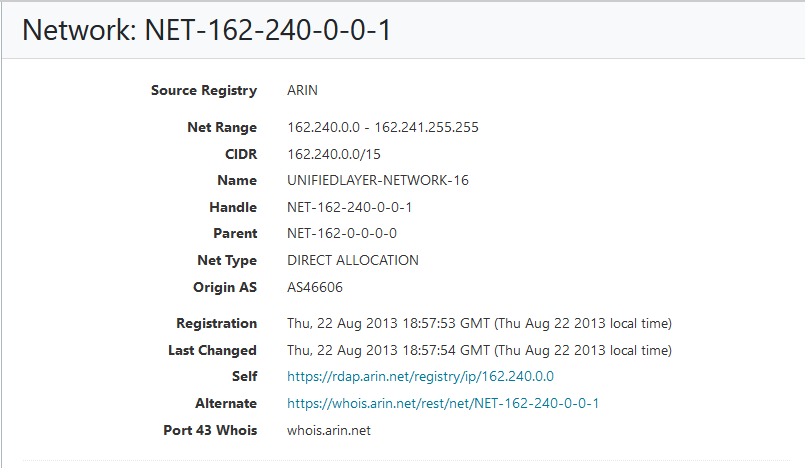 Network: NET-162-240-0-0-1
Source Registry ARIN
Net Range 162.240.0.0 - 162.241.255.255
CIDR 162.240.0.0/15
Name UNIFIEDLAYER-NETWORK-16
Handle NET-162-240-0-0-1
Parent NET-162-0-0-0-0
Net Type DIRECT ALLOCATION
Origin AS AS46606
Registration Thu, 22 Aug 2013 18:57:53 GMT (Thu Aug 22 2013 local time)
Last Changed Thu, 22 Aug 2013 18:57:54 GMT (Thu Aug 22 2013 local time)
Self https://rdap.arin.net/registry/ip/162.240.0.0
Alternate https://whois.arin.net/rest/net/NET-162-240-0-0-1
Port 43 Whois whois.arin.net